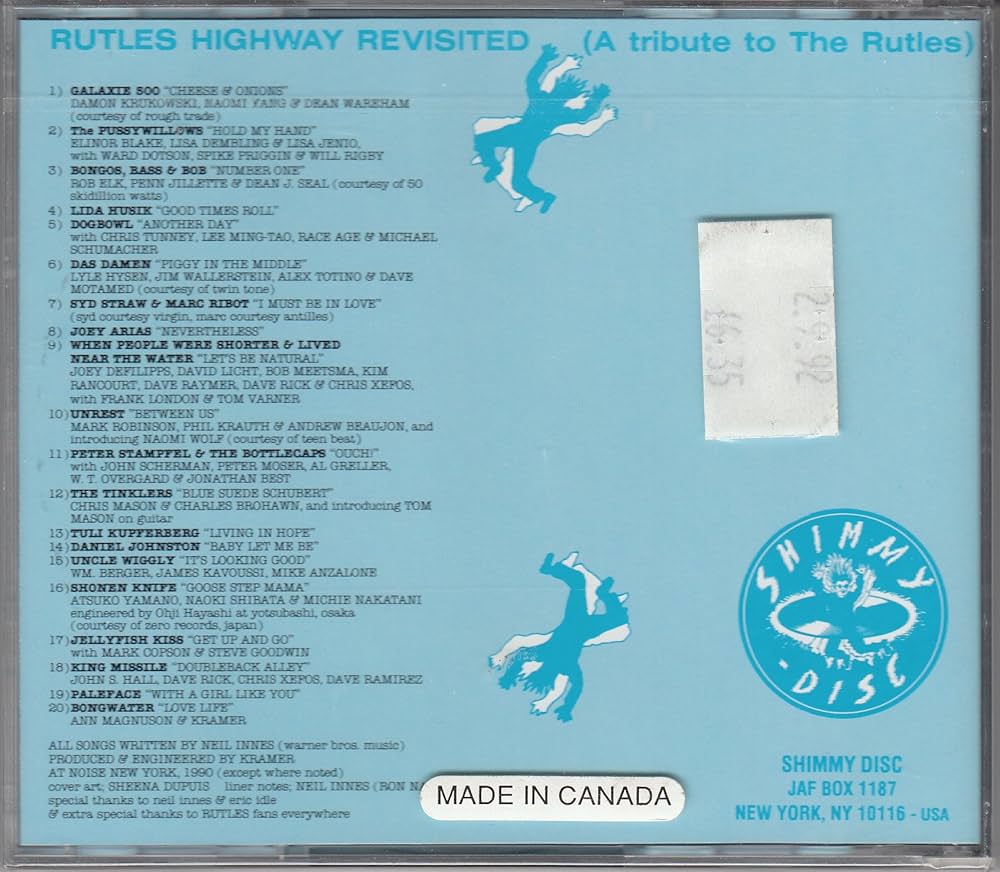 RUTLES HIGHWAY REVISITED (A tribute to The Rutles)
1) GALAXIE 500 "CHEESE & ONIONS"
DAMON KRUKOWSKI, NAOMI YANG & DEAN WAREHAM
(courtesy of rough trade)
2) The PUSSYWILLOWS "HOLD MY HAND"
ELINOR BLAKE, LISA DEMBLING & LISA JENIO,
with WARD DOTSON, SPIKE PRIGGIN & WILL RIGBY
3) BONGOS, BASS & BOB "NUMBER ONE"
ROB ELK, PENN JILLETTE & DEAN J. SEAL (courtesy of 50
skidillion watts)
4) LIDA HUSIK "GOOD TIMES ROLL"
5) DOGBOWL "ANOTHER DAY"
with CHRIS TUNNEY, LEE MING-TAO, RACE AGE & MICHAEL
SCHUMACHER
6) DAS DAMEN "PIGGY IN THE MIDDLE"
LYLE HYSEN, JIM WALLERSTEIN, ALEX TOTINO & DAVE
MOTAMED (courtesy of twin tone)
7) SYD STRAW & MARC RIBOT "I MUST BE IN LOVE"
(syd courtesy virgin, marc courtesy antilles)
8) JOEY ARIAS "NEVERTHELESS"
9) WHEN PEOPLE WERE SHORTER & LIVED
NEAR THE WATER "LET'S BE NATURAL"
JOEY DEFILIPPS, DAVID LICHT, BOB MEETSMA, KIM
RANCOURT, DAVE RAYMER, DAVE RICK & CHRIS XEFOS,
with FRANK LONDON & TOM VARNER
10) UNREST "BETWEEN US"
MARK ROBINSON, PHIL KRAUTH & ANDREW BEAUJON, and
introducing NAOMI WOLF (courtesy of teen beat)
11) PETER STAMPFEL & THE BOTTLECAPS "OUCH!"
with JOHN SCHERMAN, PETER MOSER, AL GRELLER,
W. T. OVERGARD & JONATHAN BEST
12) THE TINKLERS "BLUE SUEDE SCHUBERT"
CHRIS MASON & CHARLES BROHAWN, and introducing TOM
MASON on guitar
13) TULI KUPFERBERG "LIVING IN HOPE"
14) DANIEL JOHNSTON "BABY LET ME BE"
15) UNCLE WIGGLY "IT'S LOOKING GOOD"
WM. BERGER, JAMES KAVOUSSI, MIKE ANZALONE
16) SHONEN KNIFE "GOOSE STEP MAMA"
ATSUKO YAMANO, NAOKI SHIBATA & MICHIE NAKATANI
engineered by Ohji Hayashi at yotsubashi, osaka
(courtesy of zero records, japan)
17) JELLYFISH KISS "GET UP AND GO"
with MARK COPSON & STEVE GOODWIN
18) KING MISSILE "DOUBLEBACK ALLEY"
JOHN S. HALL, DAVE RICK, CHRIS XEFOS, DAVE RAMIREZ
19) PALEFACE "WITH A GIRL LIKE YOU"
20) BONGWATER "LOVE LIFE"
ANN MAGNUSON & KRAMER
ALL SONGS WRITTEN BY NEIL INNES (warner bros. music)
PRODUCED & ENGINEERED BY KRAMER
AT NOISE NEW YORK, 1990 (except where noted)
cover art; SHEENA DUPUIS liner notes; NEIL INNES (RON
special thanks to neil innes & eric idle
& extra special thanks to RUTLES fans everywhere
MADE IN CANADA
2.9.92
£6.35
SHIMMY
-DISC
SHIMMY DISC
JAF BOX 1187
NEW YORK, NY 10116 - USA